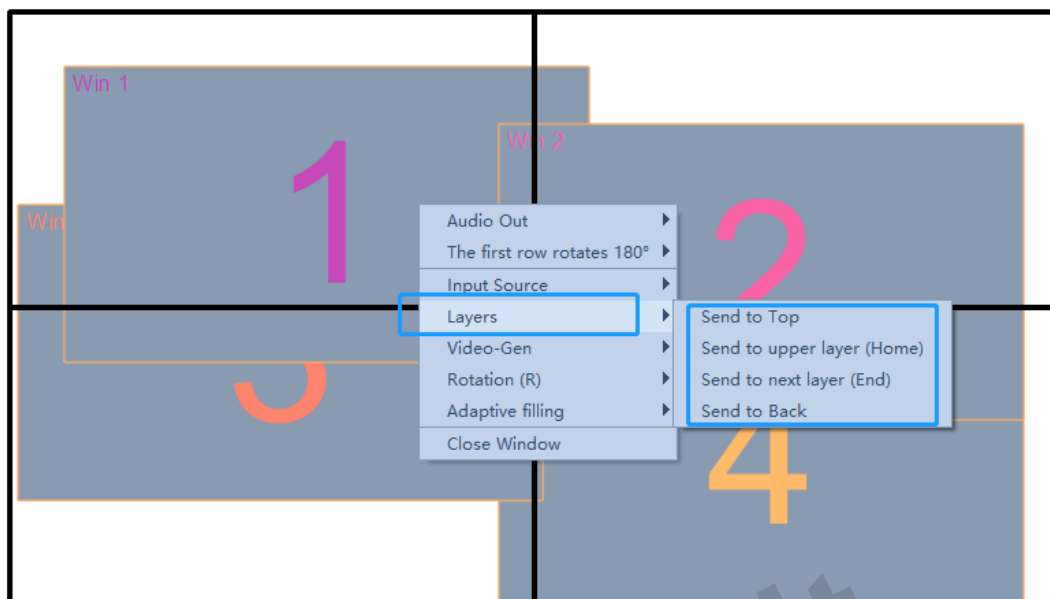 Win 1
1
Win 2
2
Win
Audio Out
The first row rotates 180°
Input Source
Layers
Video-Gen
Rotation (R)
Adaptive filling
Close Window
Send to Top
Send to upper layer (Home)
Send to next layer (End)
Send to Back
4